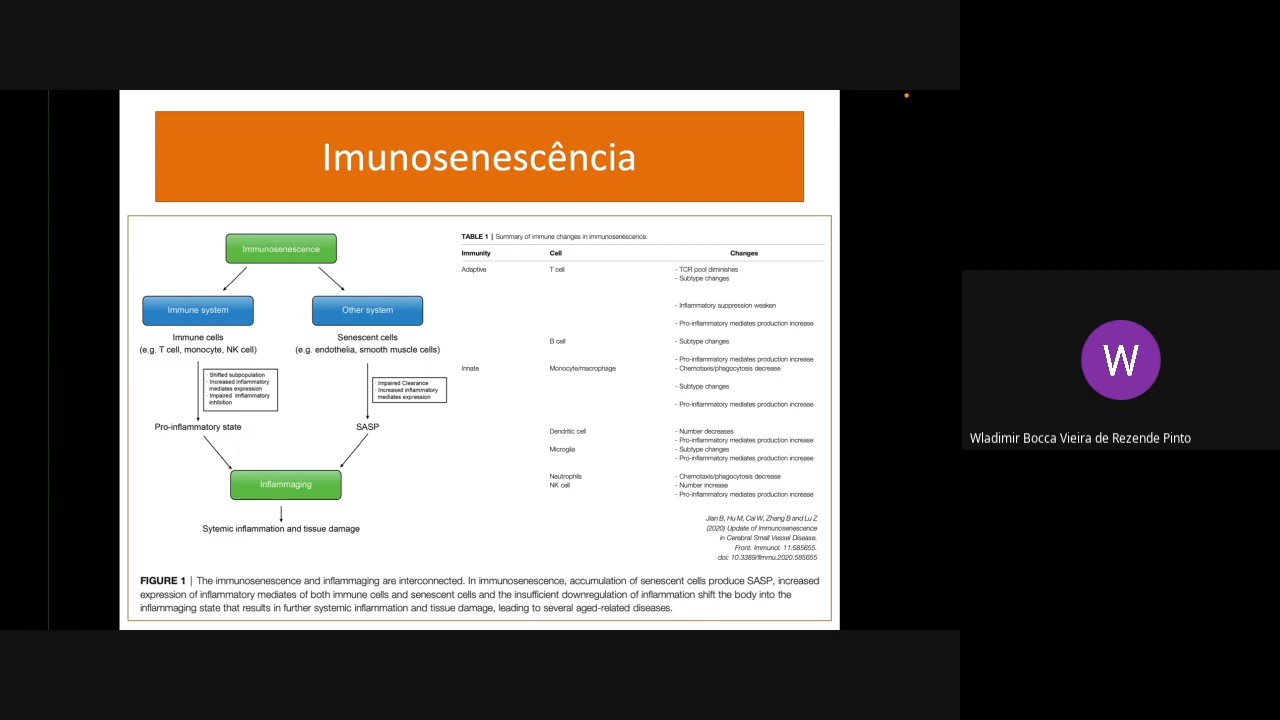 Imunosenescência
Immunosenescence
Immune system
Other system
Immune cells
(e.g. T cell, monocyte, NK cell)
Senescent cells
(e.g. endothelia, smooth muscle cells)
· Shifted subpopulation
· Increased inflammatory
mediates expression
· Impaired inflammatory
inhibition
· Impaired Clearance
· Increased inflammatory
mediates expression
Pro-inflammatory state
SASP
Inflammaging
Sytemic inflammation and tissue damage
TABLE 1 | Summary of immune changes in immunosenescence.
Immunity Cell Changes
Adaptive T cell - TCR pool diminishes
- Subtype changes
- Inflammatory suppression weaken
- Pro-inflammatory mediates production increase
B cell - Subtype changes
- Pro-inflammatory mediates production increase
Innate Monocyte/macrophage - Chemotaxis/phagocytosis decrease
- Subtype changes
- Pro-inflammatory mediates production increase
Dendritic cell - Number decreases
- Pro-inflammatory mediates production increase
Microglia - Subtype changes
- Pro-inflammatory mediates production increase
Neutrophils - Chemotaxis/phagocytosis decrease
NK cell - Number increase
- Pro-inflammatory mediates production increase
Jian B, Hu M, Cai W, Zhang B and Lu Z
(2020) Update of Immunosenescence
in Cerebral Small Vessel Disease.
Front. Immunol. 11:585655.
doi: 10.3389/fimmu.2020.585655
FIGURE 1 | The immunosenescence and inflammaging are interconnected. In immunosenescence, accumulation of senescent cells produce SASP, increased
expression of inflammatory mediates of both immune cells and senescent cells and the insufficient downregulation of inflammation shift the body into the
inflammaging state that results in further systemic inflammation and tissue damage, leading to several aged-related diseases.
W
Wladimir Bocca Vieira de Rezende Pinto